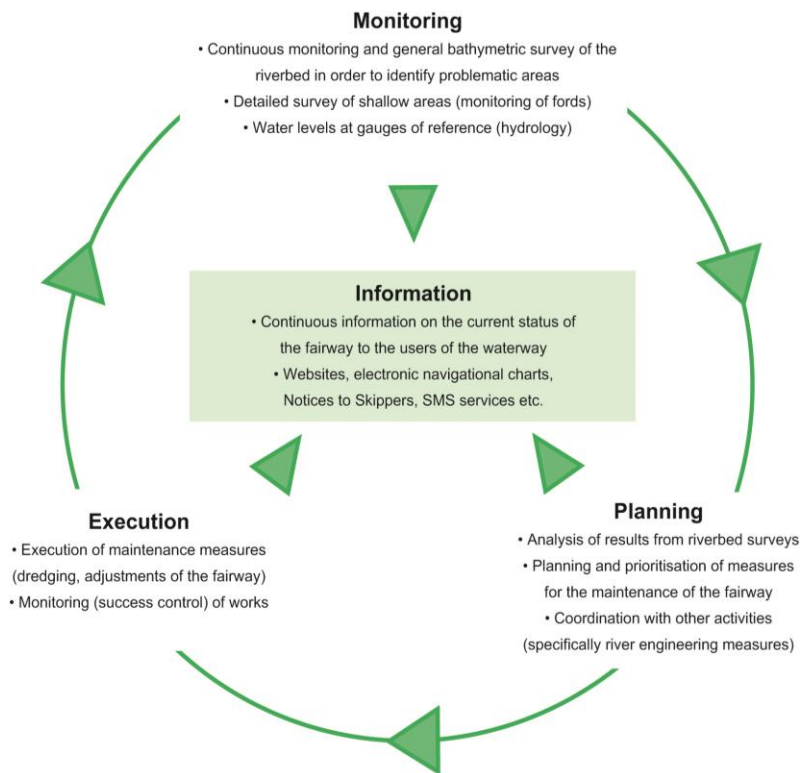 Monitoring
• Continuous monitoring and general bathymetric survey of the
riverbed in order to identify problematic areas
• Detailed survey of shallow areas (monitoring of fords)
• Water levels at gauges of reference (hydrology)
Information
• Continuous information on the current status of
the fairway to the users of the waterway
• Websites, electronic navigational charts,
Notices to Skippers, SMS services etc.
Execution
• Execution of maintenance measures
(dredging, adjustments of the fairway)
• Monitoring (success control) of works
Planning
• Analysis of results from riverbed surveys
• Planning and prioritisation of measures
for the maintenance of the fairway
• Coordination with other activities
(specifically river engineering measures)